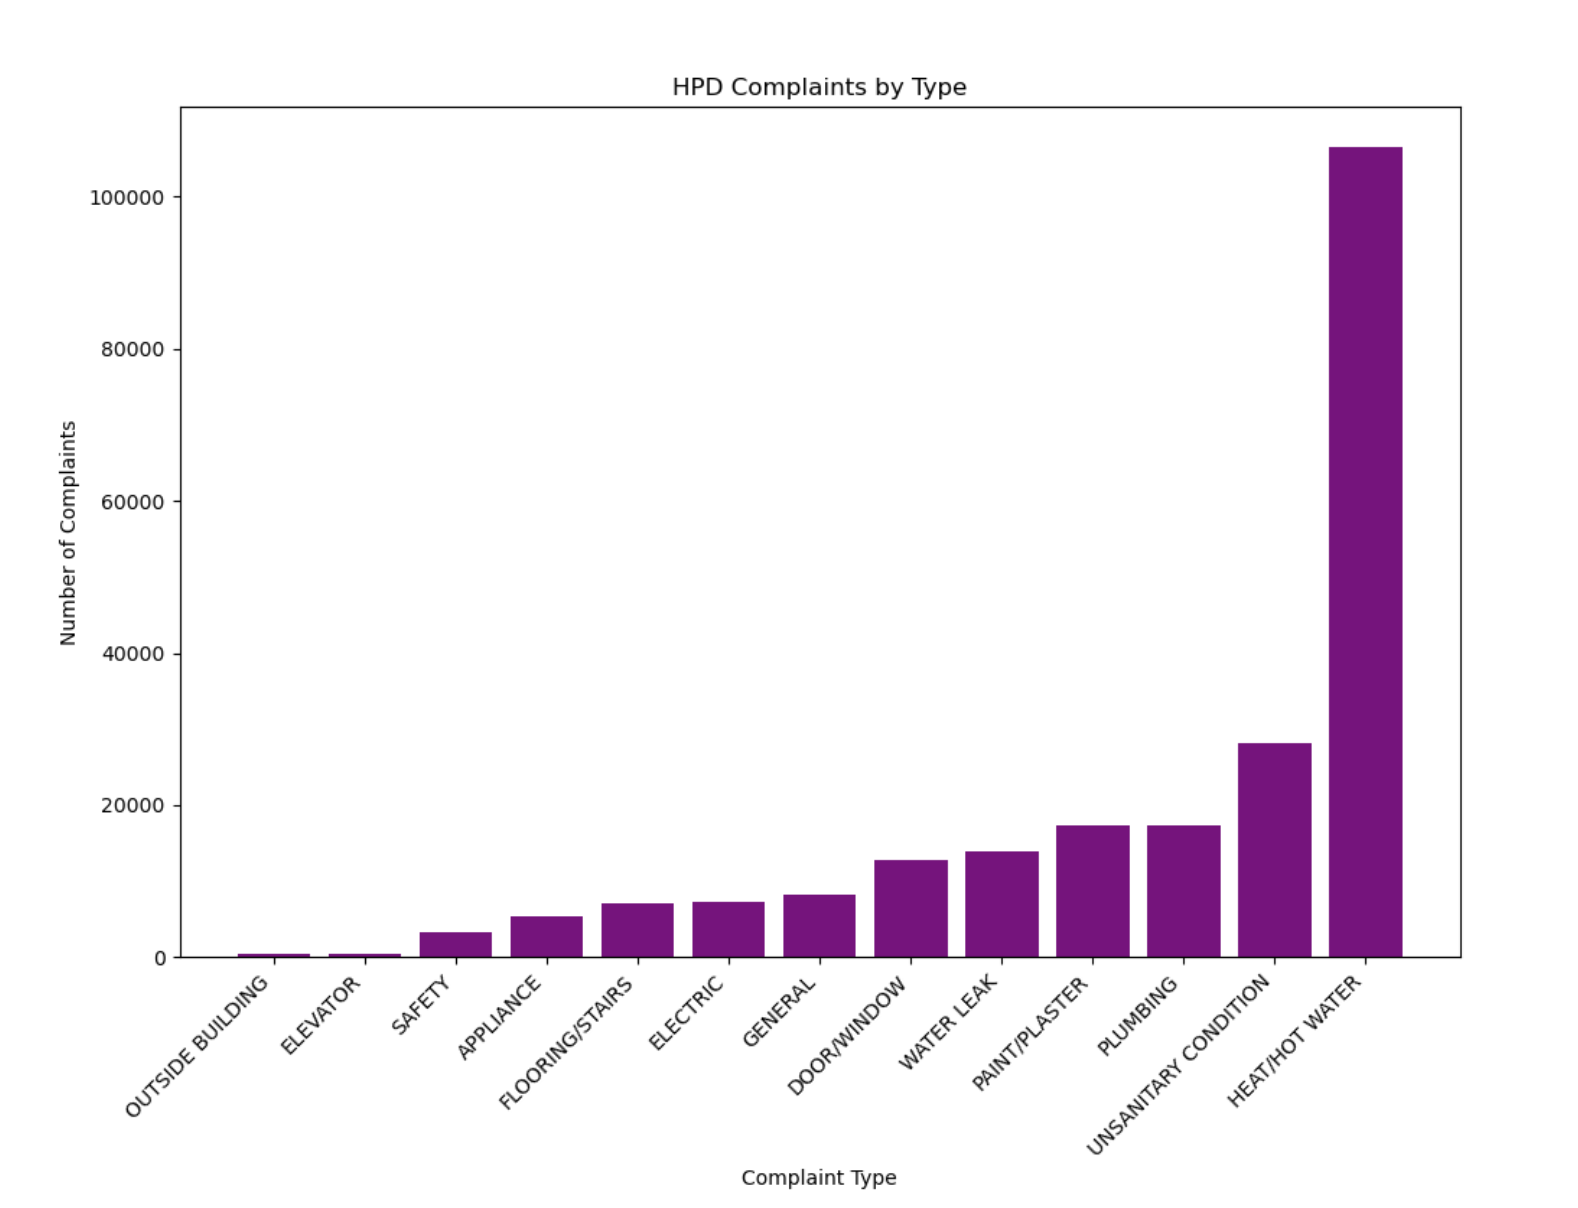 HPD Complaints by Type
100000
80000
60000
40000
20000
0
Number of Complaints
OUTSIDE BUILDING
ELEVATOR
SAFETY
APPLIANCE
FLOORING/STAIRS
ELECTRIC
GENERAL
DOOR/WINDOW
WATER LEAK
PAINT/PLASTER
PLUMBING
UNSANITARY CONDITION
HEAT/HOT WATER
Complaint Type